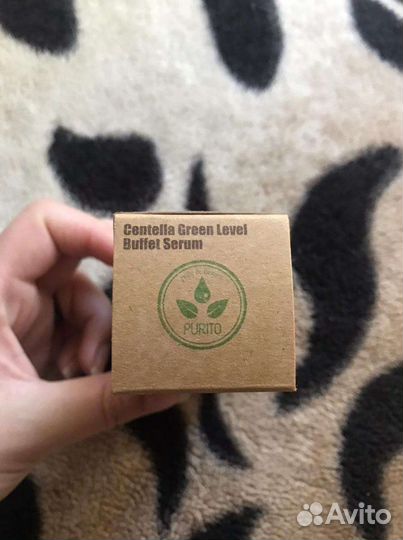 Centella Green Level
Buffet Serum
PURITO
Avito